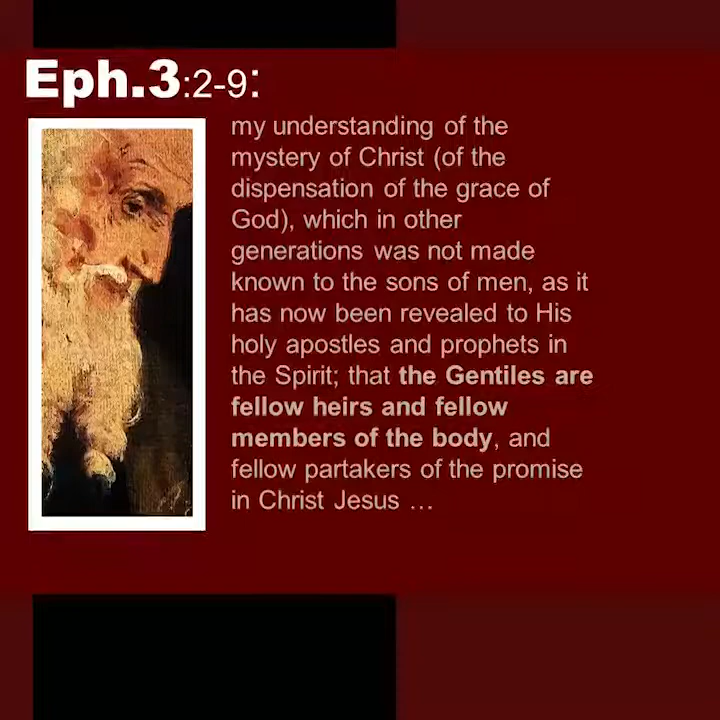 Eph.3:2-9:
my understanding of the
mystery of Christ (of the
dispensation of the grace of
God), which in other
generations was not made
known to the sons of men, as it
has now been revealed to His
holy apostles and prophets in
the Spirit; that the Gentiles are
fellow heirs and fellow
members of the body, and
fellow partakers of the promise
in Christ Jesus …